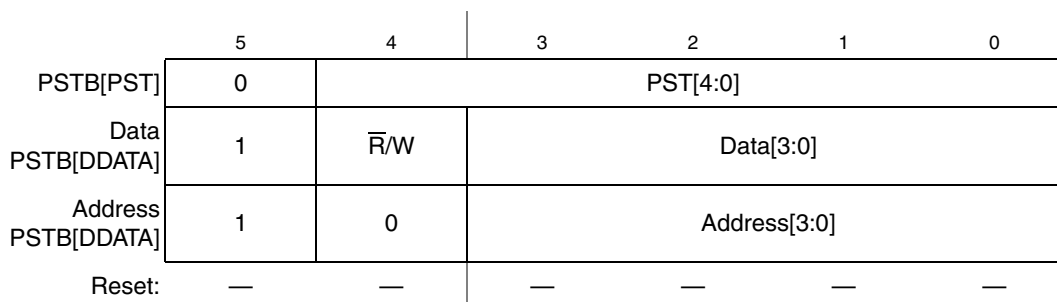 5 4 3 2 1 0
PSTB[PST] 0 PST[4:0]
Data
PSTB[DDATA] 1 R̅/W Data[3:0]
Address
PSTB[DDATA] 1 0 Address[3:0]
Reset: — — — — — —